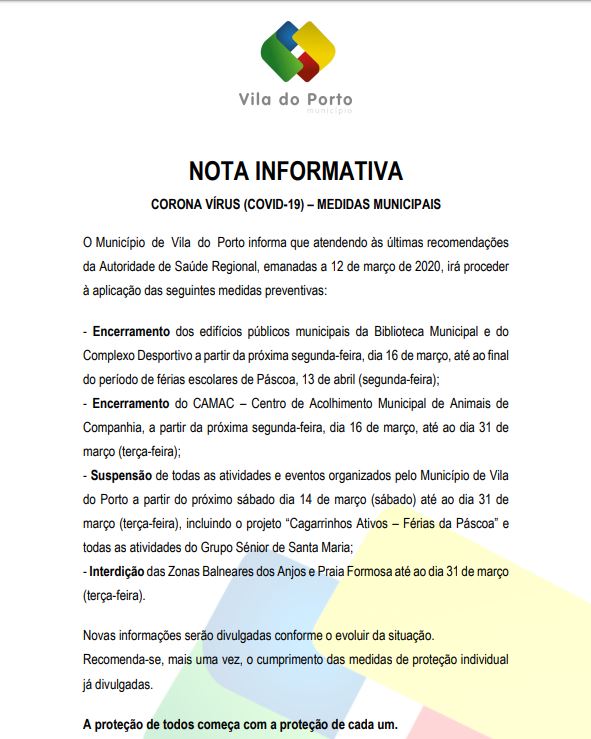 Vila do Porto
município
NOTA INFORMATIVA
CORONA VÍRUS (COVID-19) – MEDIDAS MUNICIPAIS
O Município de Vila do Porto informa que atendendo às últimas recomendações
da Autoridade de Saúde Regional, emanadas a 12 de março de 2020, irá proceder
à aplicação das seguintes medidas preventivas:
- Encerramento dos edifícios públicos municipais da Biblioteca Municipal e do
Complexo Desportivo a partir da próxima segunda-feira, dia 16 de março, até ao final
do período de férias escolares de Páscoa, 13 de abril (segunda-feira);
- Encerramento do CAMAC – Centro de Acolhimento Municipal de Animais de
Companhia, a partir da próxima segunda-feira, dia 16 de março, até ao dia 31 de
março (terça-feira);
- Suspensão de todas as atividades e eventos organizados pelo Município de Vila
do Porto a partir do próximo sábado dia 14 de março (sábado) até ao dia 31 de
março (terça-feira), incluindo o projeto “Cagarrinhos Ativos – Férias da Páscoa” e
todas as atividades do Grupo Sénior de Santa Maria;
- Interdição das Zonas Balneares dos Anjos e Praia Formosa até ao dia 31 de março
(terça-feira).
Novas informações serão divulgadas conforme o evoluir da situação.
Recomenda-se, mais uma vez, o cumprimento das medidas de proteção individual
já divulgadas.
A proteção de todos começa com a proteção de cada um.